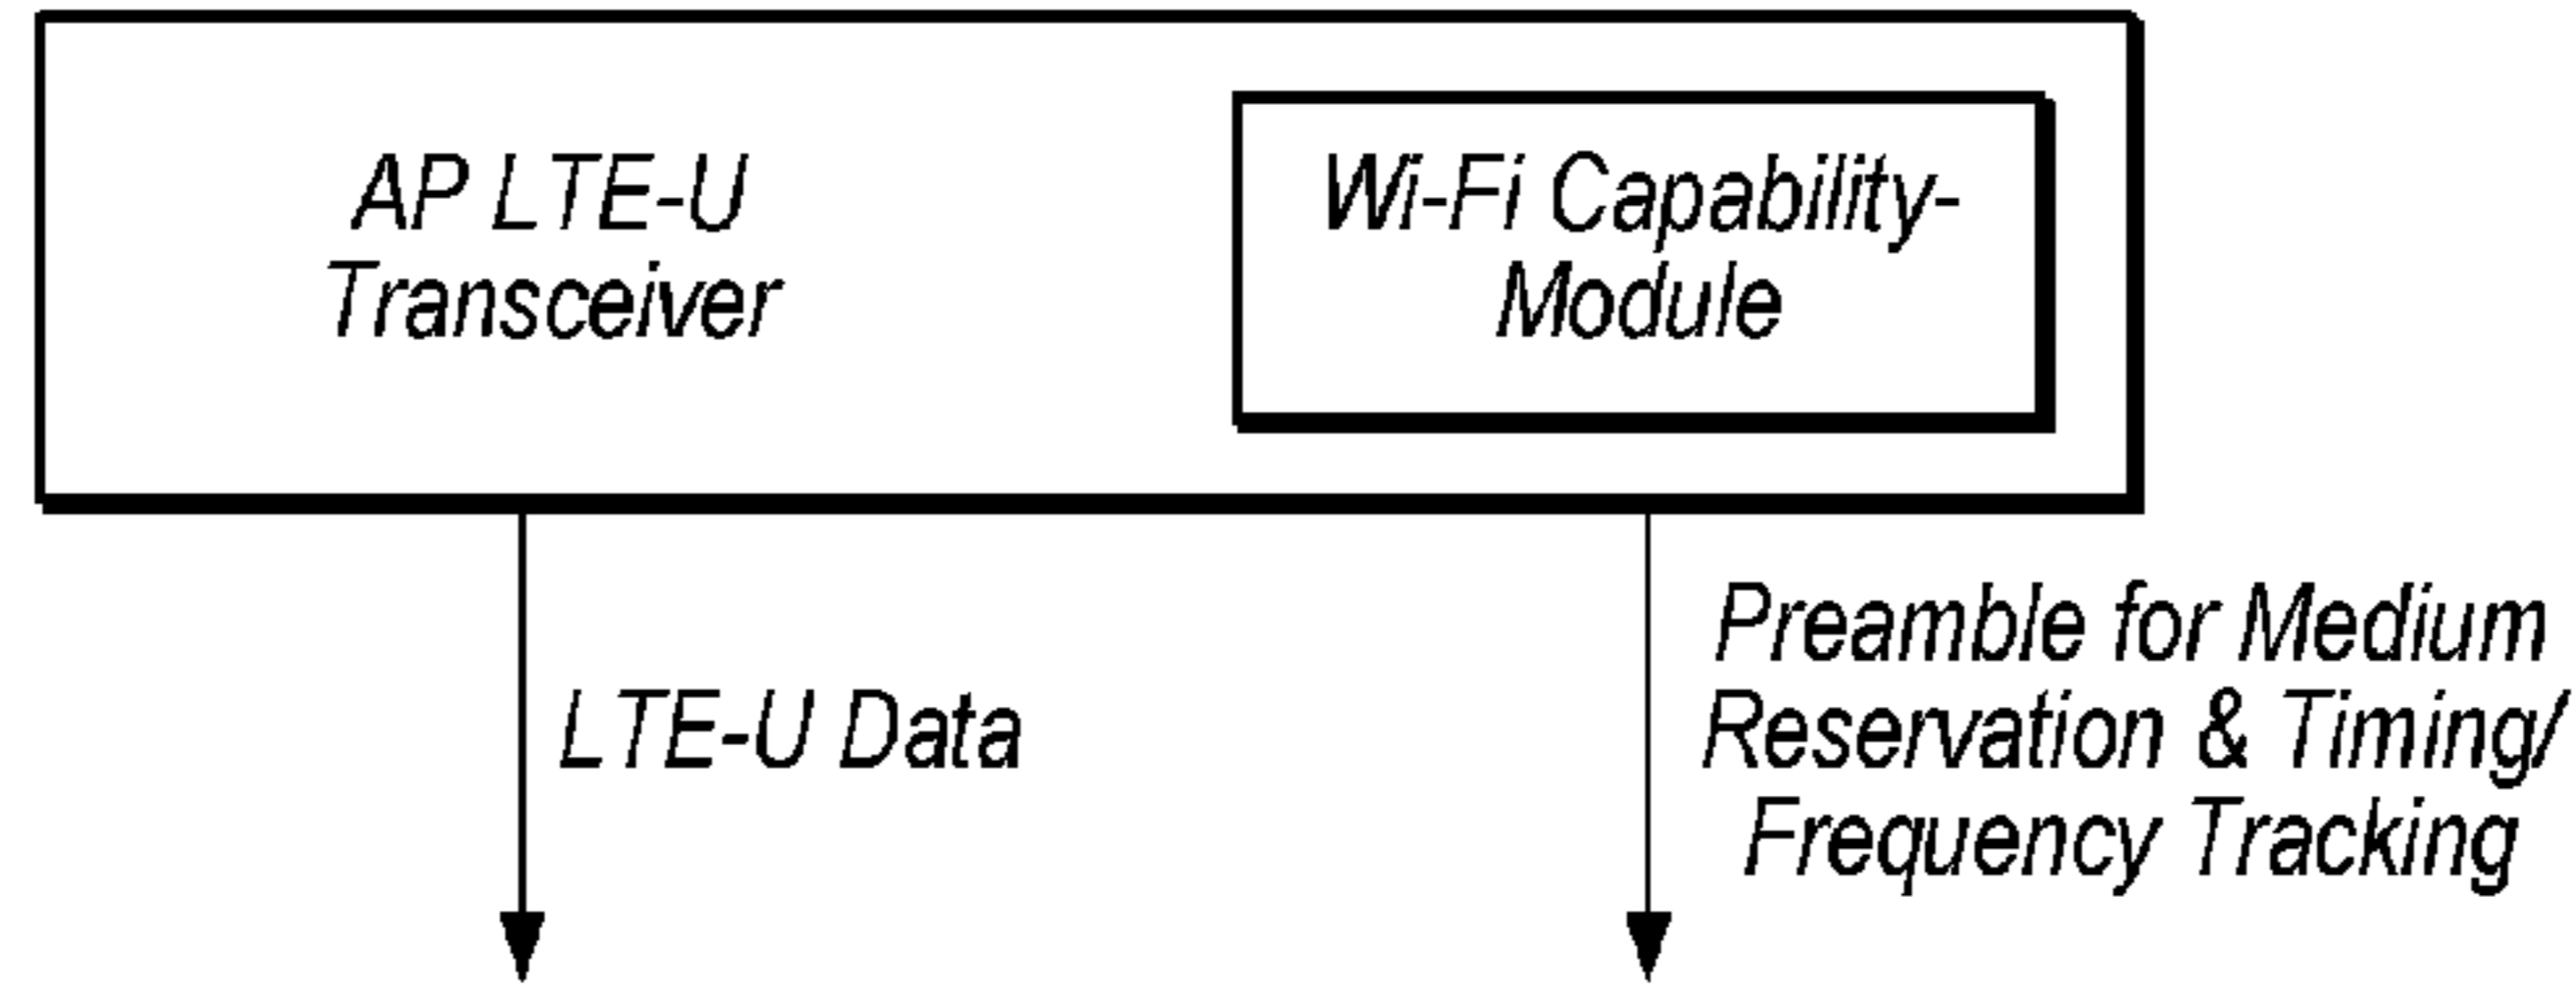 AP LTE-U
Transceiver
Wi-Fi Capability-
Module
LTE-U Data
Preamble for Medium
Reservation & Timing/
Frequency Tracking